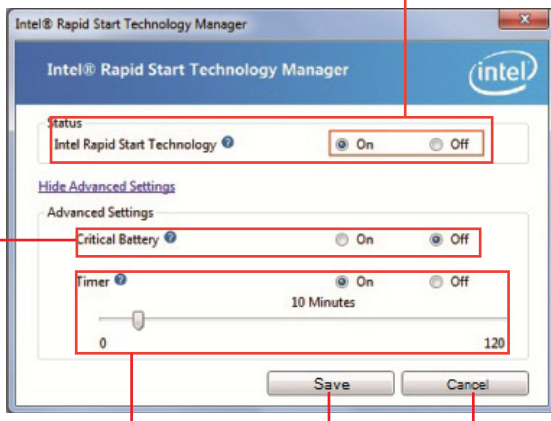 Intel® Rapid Start Technology Manager
x
Intel® Rapid Start Technology Manager
intel
Status
Intel Rapid Start Technology ? On Off
Hide Advanced Settings
Advanced Settings
Critical Battery ? On Off
Timer ? On Off
10 Minutes
0 120
Save Cancel